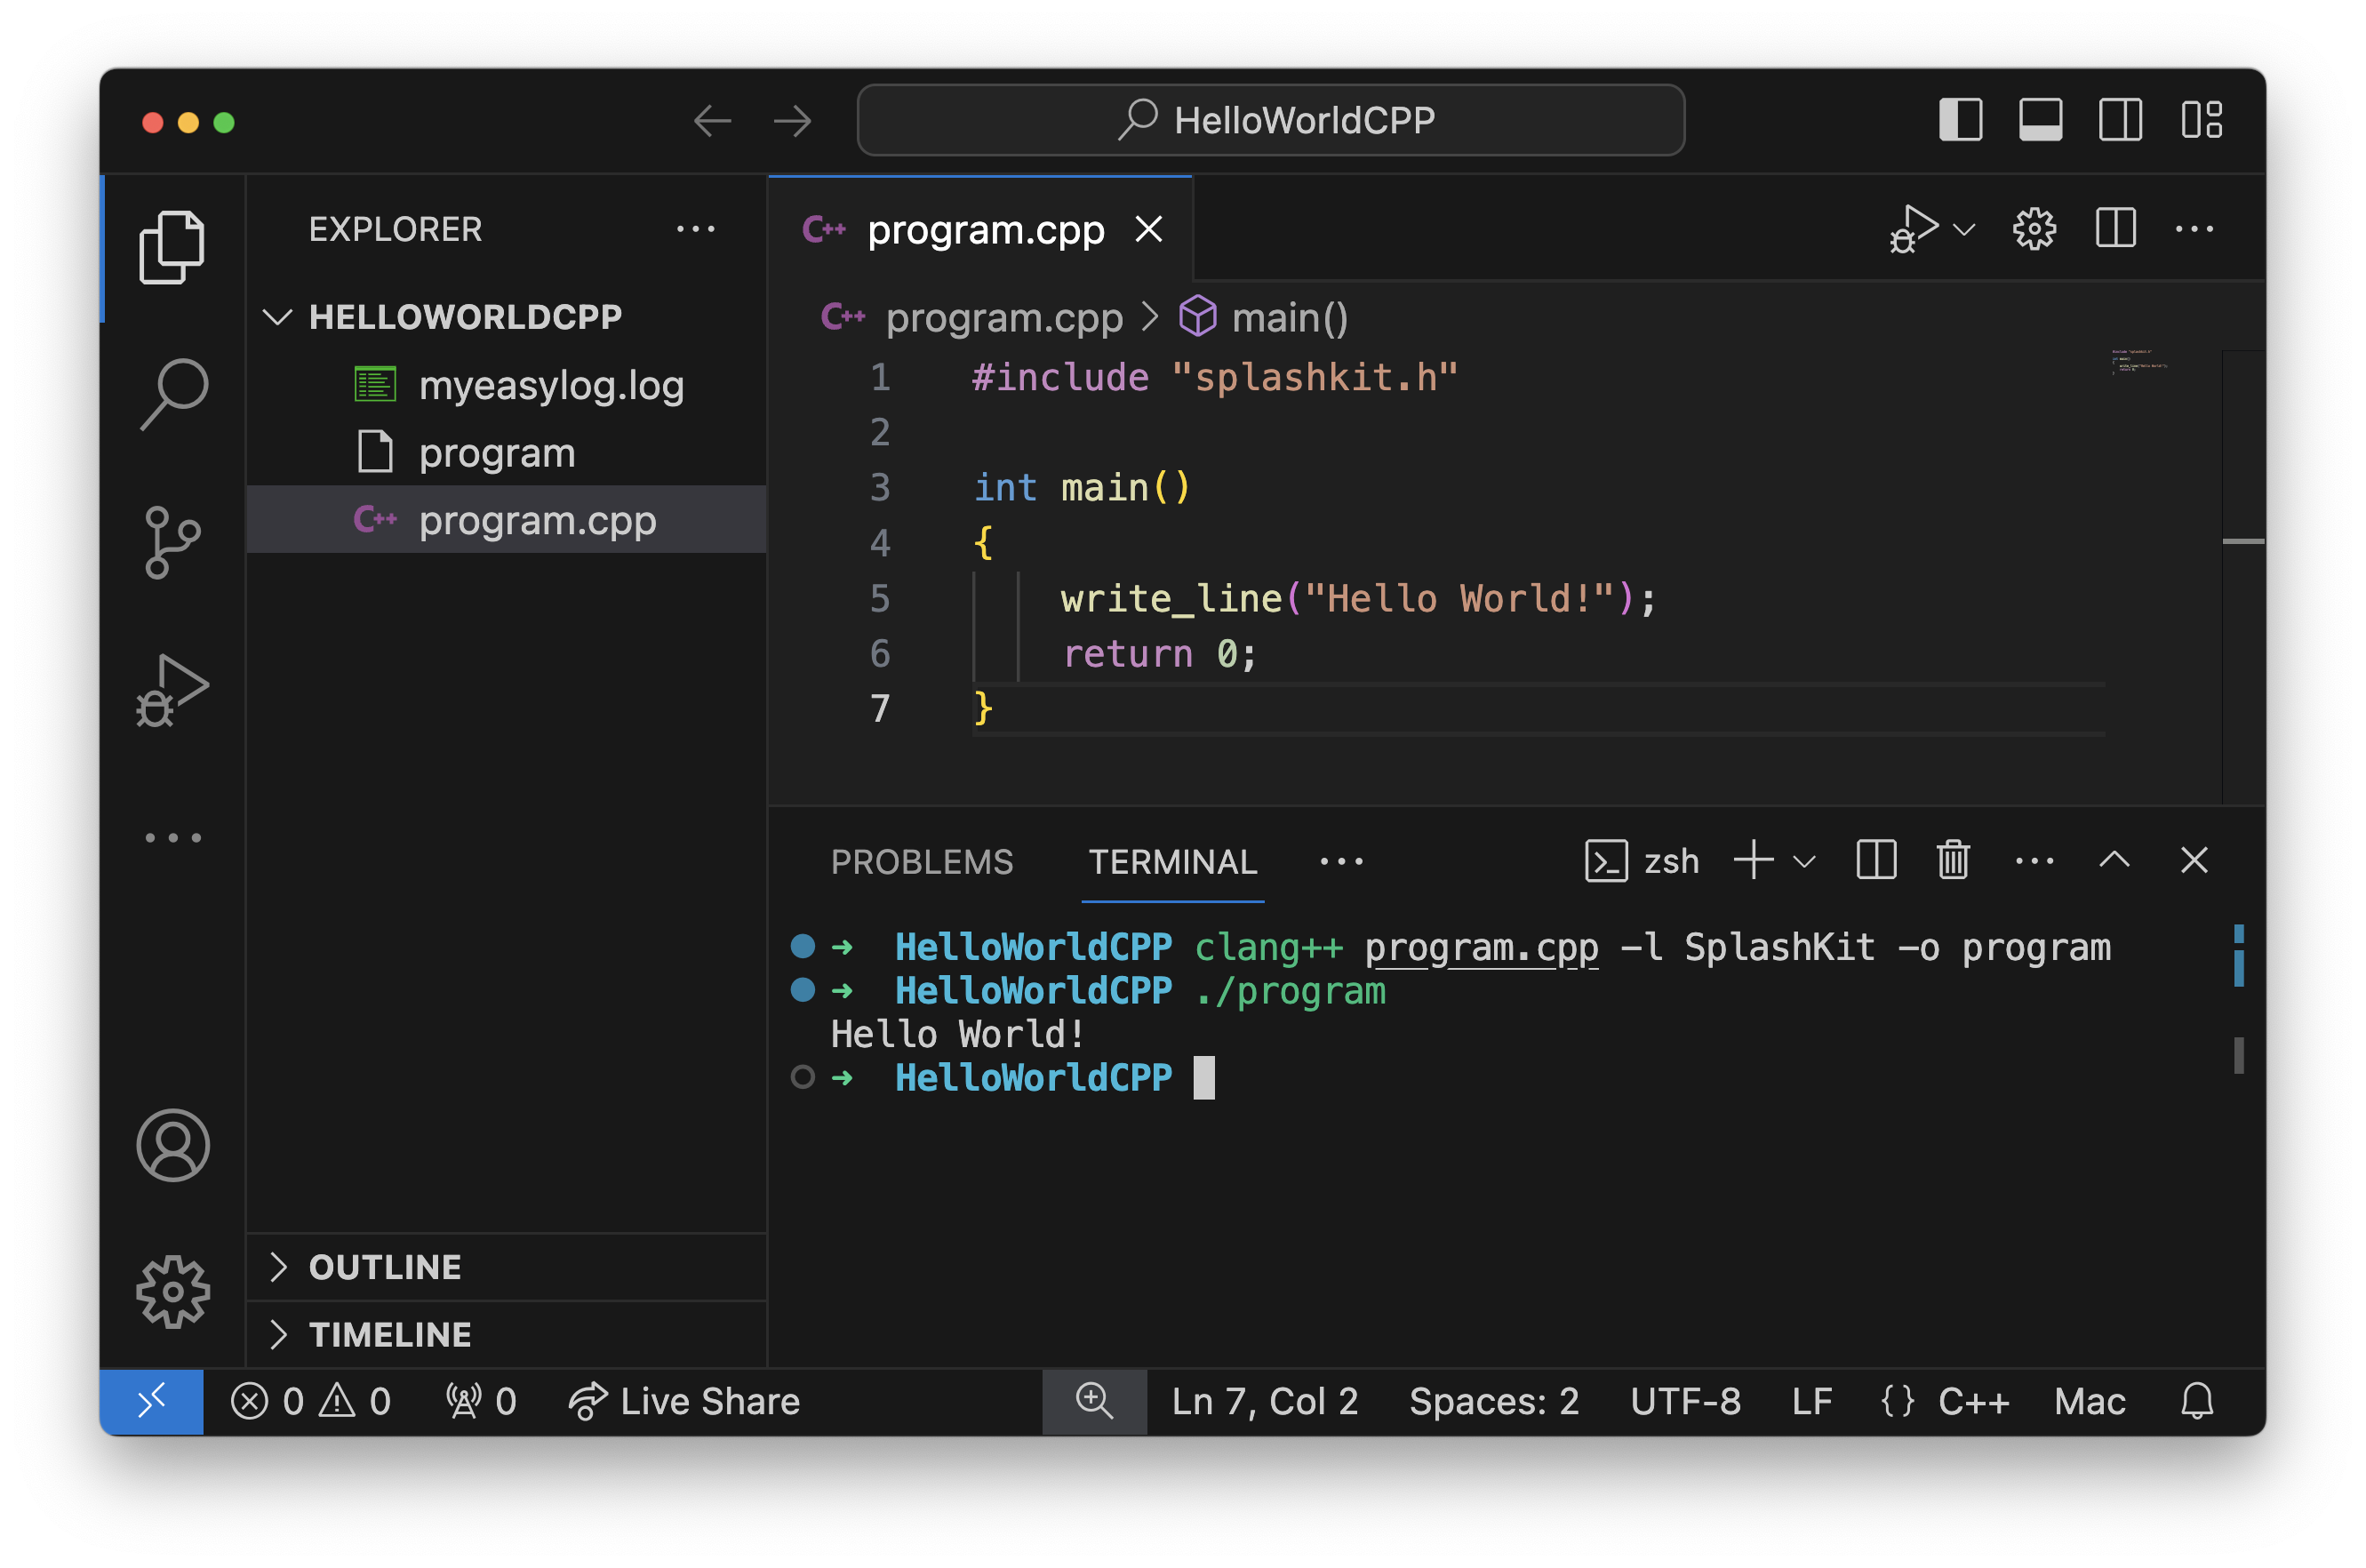 HelloWorldCPP
EXPLORER
HELLOWORLDCPP
myeasylog.log
program
C++ program.cpp
OUTLINE
TIMELINE
C++ program.cpp
C++ program.cpp > main()
1 #include "splashkit.h"
2
3 int main()
4 {
5 write_line("Hello World!");
6 return 0;
7 }
PROBLEMS TERMINAL zsh
→ HelloWorldCPP clang++ program.cpp -l SplashKit -o program
→ HelloWorldCPP ./program
Hello World!
→ HelloWorldCPP
0 0 0 Live Share Ln 7, Col 2 Spaces: 2 UTF-8 LF {} C++ Mac